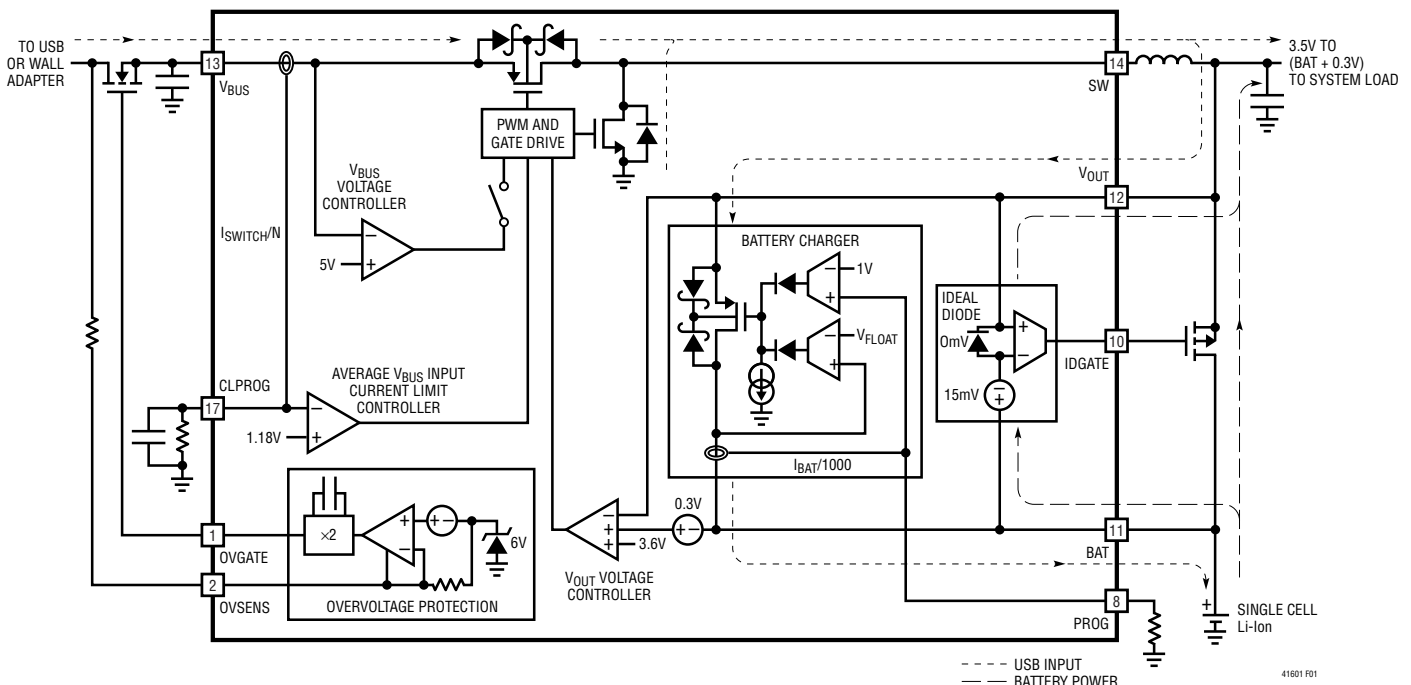 TO USB
OR WALL
ADAPTER
13
VBUS
ISWITCH/N
VBUS
VOLTAGE
CONTROLLER
5V
−
+
PWM AND
GATE DRIVE
14
SW
3.5V TO
(BAT + 0.3V)
TO SYSTEM LOAD
VOUT
12
BATTERY CHARGER
−
1V
+
−
VFLOAT
+
IBAT/1000
IDEAL
DIODE
0mV
+
−
15mV
−
+
10
IDGATE
CLPROG
17
AVERAGE VBUS INPUT
CURRENT LIMIT
CONTROLLER
−
1.18V
+
×2
+
+ −
−
6V
OVERVOLTAGE PROTECTION
1
OVGATE
2
OVSENS
−
+
+
3.6V
0.3V
+ −
VOUT VOLTAGE
CONTROLLER
11
BAT
8
PROG
+
SINGLE CELL
Li-Ion
USB INPUT
BATTERY POWER
41601 F01